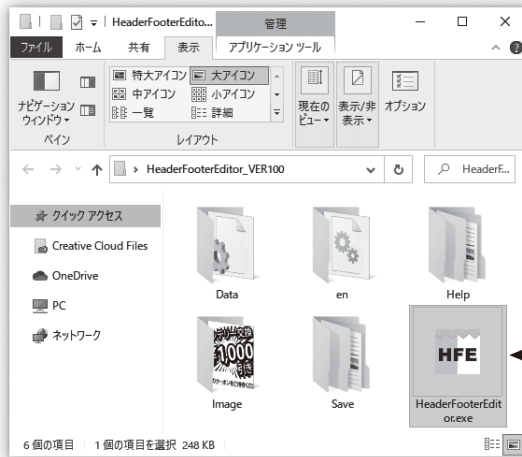 HeaderFooterEdito...
管理
ファイル ホーム 共有 表示 アプリケーション ツール
ナビゲーション
ウィンドウ
特大アイコン 大アイコン
中アイコン 小アイコン
一覧 詳細
現在の
ビュー
表示/非
表示
オプション
ペイン レイアウト
HeaderFooterEditor_VER100
HeaderF...
クイック アクセス
Creative Cloud Files
OneDrive
PC
ネットワーク
Data
en
Help
1,000
HFE
Image
Save
HeaderFooterEdit
or.exe
6 個の項目 1 個の項目を選択 248 KB